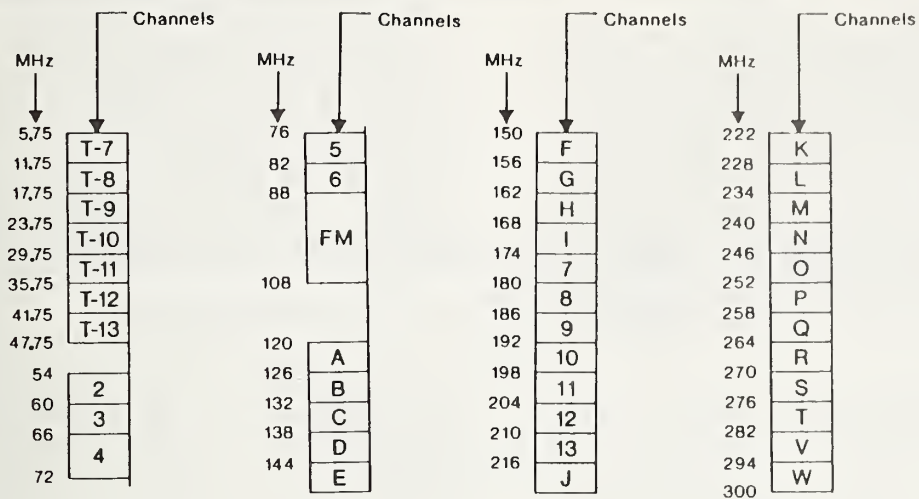 Channels
MHz
5.75
T-7
11.75
T-8
17.75
T-9
23.75
T-10
29.75
T-11
35.75
T-12
41.75
T-13
47.75
54
2
60
3
66
4
72
Channels
MHz
76
5
82
6
88
FM
108
120
A
126
B
132
C
138
D
144
E
Channels
MHz
150
F
156
G
162
H
168
I
174
7
180
8
186
9
192
10
198
11
204
12
210
13
216
J
Channels
MHz
222
K
228
L
234
M
240
N
246
O
252
P
258
Q
264
R
270
S
276
T
282
V
294
W
300